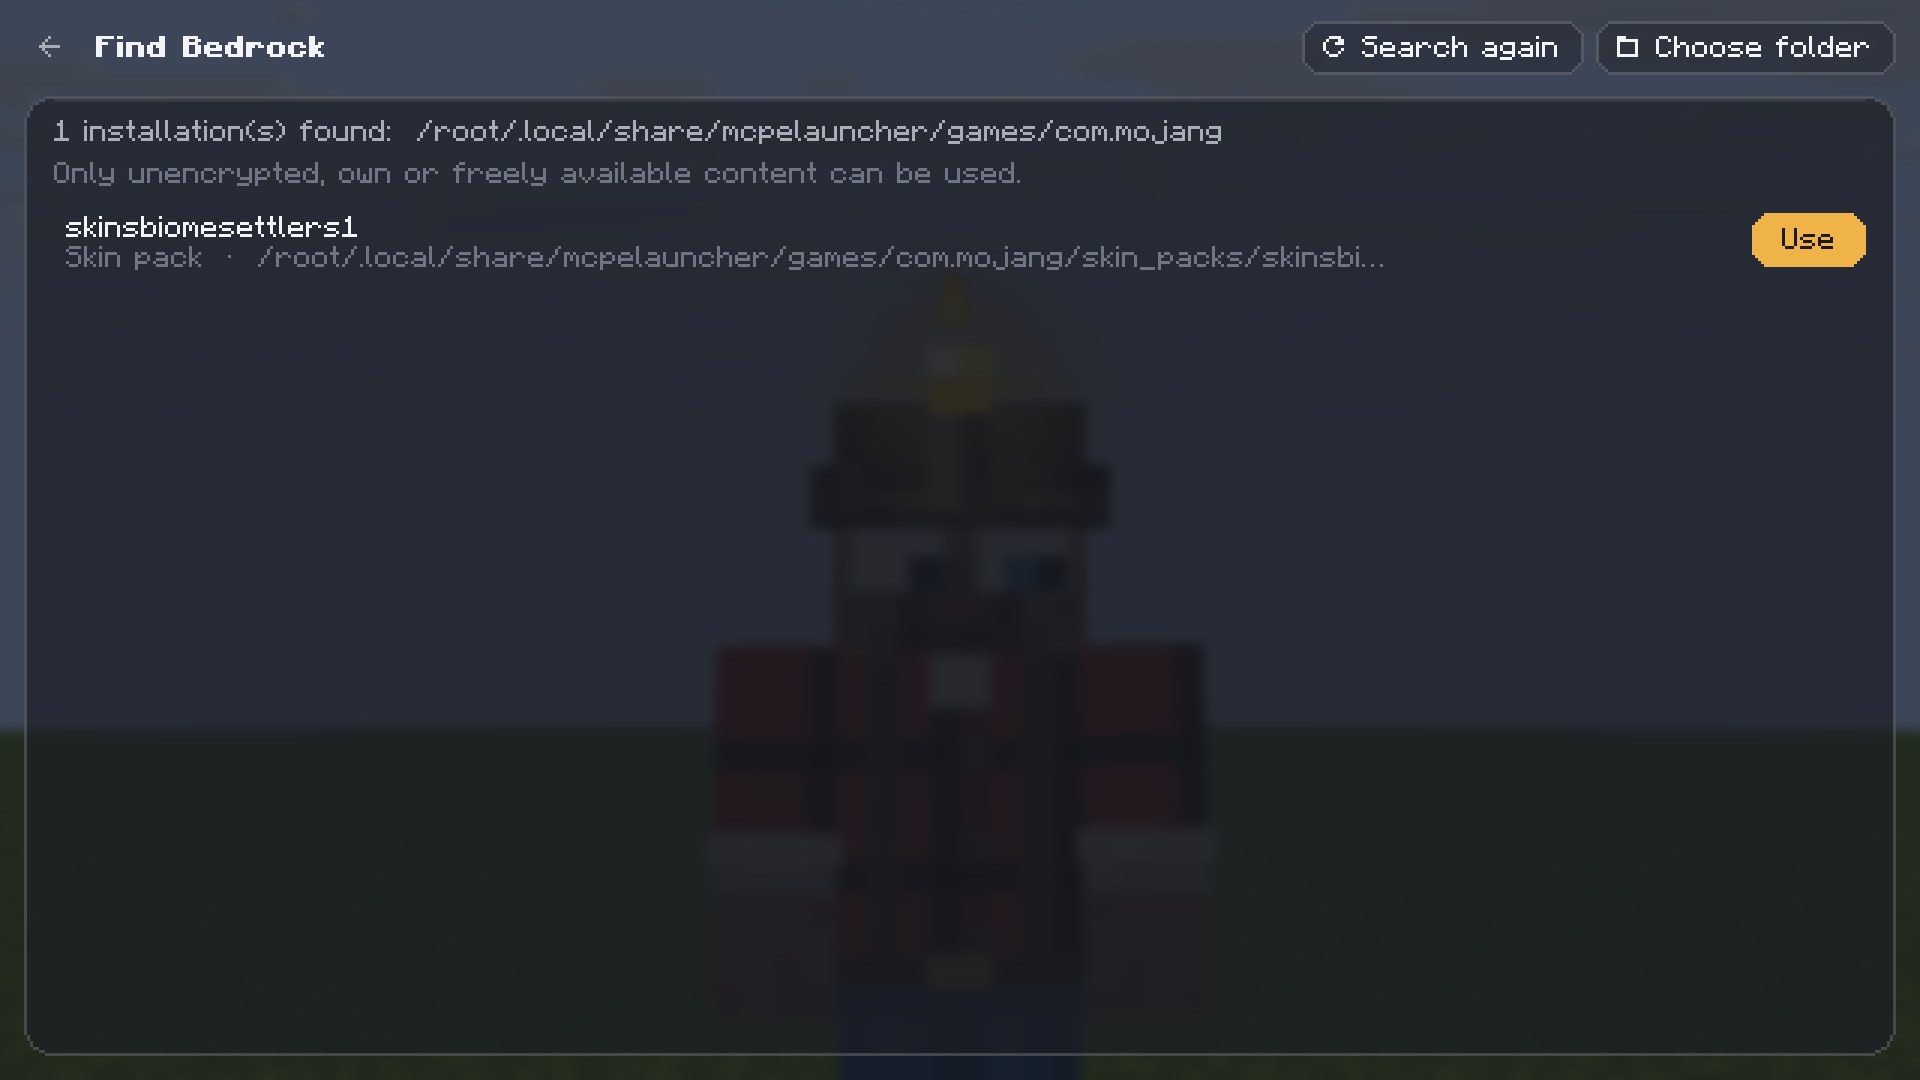 Find Bedrock
Search again
Choose folder
1 installation(s) found: /root/.local/share/mcpelauncher/games/com.mojang
Only unencrypted, own or freely available content can be used.
skinsbiomesettlers1
Skin pack · /root/.local/share/mcpelauncher/games/com.mojang/skin_packs/skinsbi...
Use